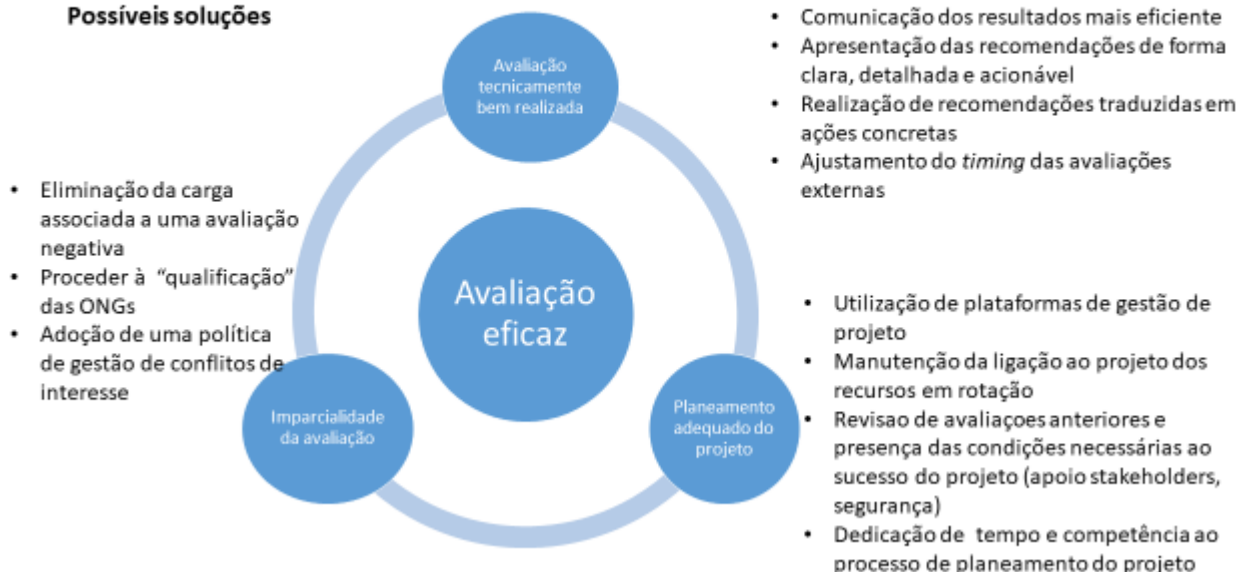 Possíveis soluções
Avaliação
tecnicamente
bem realizada
• Comunicação dos resultados mais eficiente
• Apresentação das recomendações de forma
clara, detalhada e acionável
• Realização de recomendações traduzidas em
ações concretas
• Ajustamento do timing das avaliações
externas
• Eliminação da carga
associada a uma avaliação
negativa
• Proceder à “qualificação”
das ONGs
• Adoção de uma política
de gestão de conflitos de
interesse
Avaliação
eficaz
Imparcialidade
da avaliação
Planeamento
adequado do
projeto
• Utilização de plataformas de gestão de
projeto
• Manutenção da ligação ao projeto dos
recursos em rotação
• Revisao de avaliaçoes anteriores e
presença das condições necessárias ao
sucesso do projeto (apoio stakeholders,
segurança)
• Dedicação de tempo e competência ao
processo de planeamento do projeto